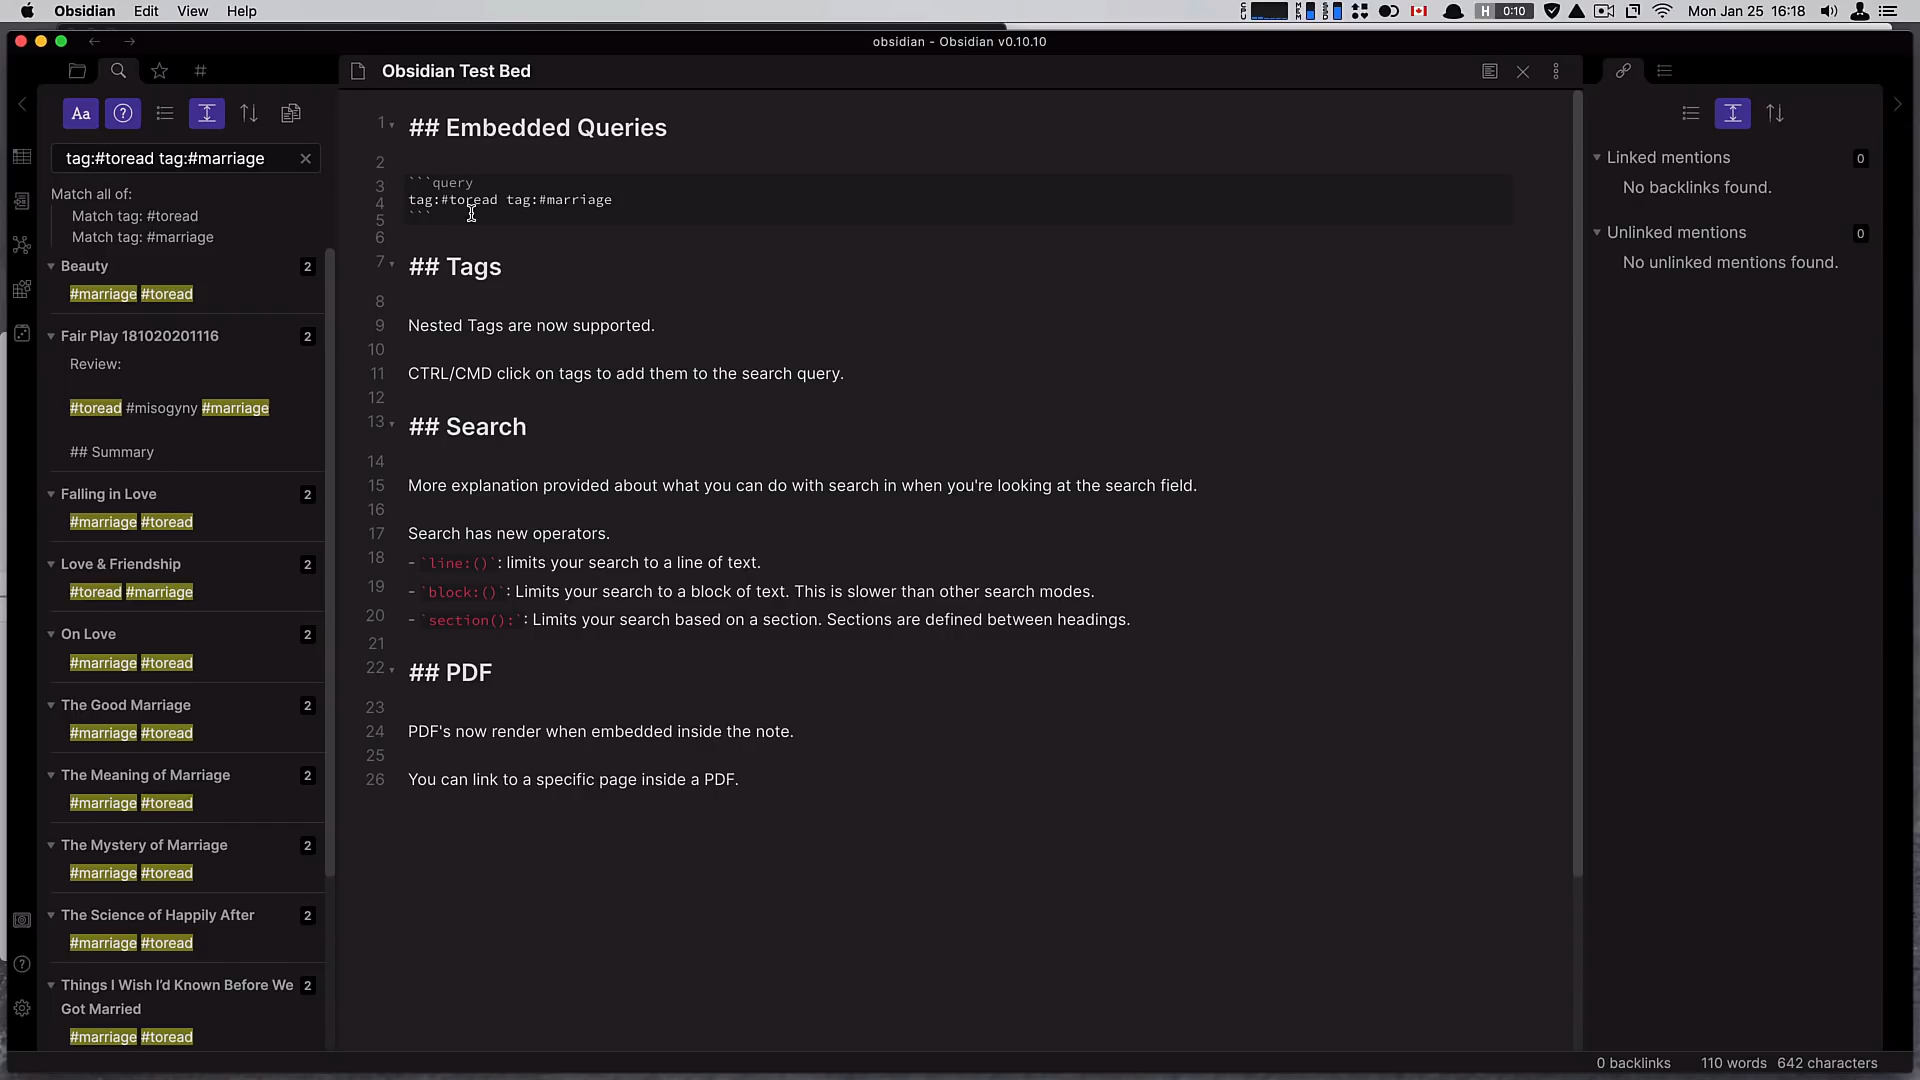 Obsidian Edit View Help
H 0:10 Mon Jan 25 16:18
obsidian - Obsidian v0.10.10
Aa
tag:#toread tag:#marriage
Match all of:
Match tag: #toread
Match tag: #marriage
Beauty 2
#marriage #toread
Fair Play 181020201116 2
Review:
#toread #misogyny #marriage
## Summary
Falling in Love 2
#marriage #toread
Love & Friendship 2
#toread #marriage
On Love 2
#marriage #toread
The Good Marriage 2
#marriage #toread
The Meaning of Marriage 2
#marriage #toread
The Mystery of Marriage 2
#marriage #toread
The Science of Happily After 2
#marriage #toread
Things I Wish I'd Known Before We 2
Got Married
#marriage #toread
Obsidian Test Bed
1 ## Embedded Queries
2
3 ```query
4 tag:#toread tag:#marriage
5 ```
6
7 ## Tags
8
9 Nested Tags are now supported.
10
11 CTRL/CMD click on tags to add them to the search query.
12
13 ## Search
14
15 More explanation provided about what you can do with search in when you're looking at the search field.
16
17 Search has new operators.
18 - `line:()`: limits your search to a line of text.
19 - `block:()`: Limits your search to a block of text. This is slower than other search modes.
20 - `section():`: Limits your search based on a section. Sections are defined between headings.
21
22 ## PDF
23
24 PDF's now render when embedded inside the note.
25
26 You can link to a specific page inside a PDF.
Linked mentions 0
No backlinks found.
Unlinked mentions 0
No unlinked mentions found.
0 backlinks 110 words 642 characters